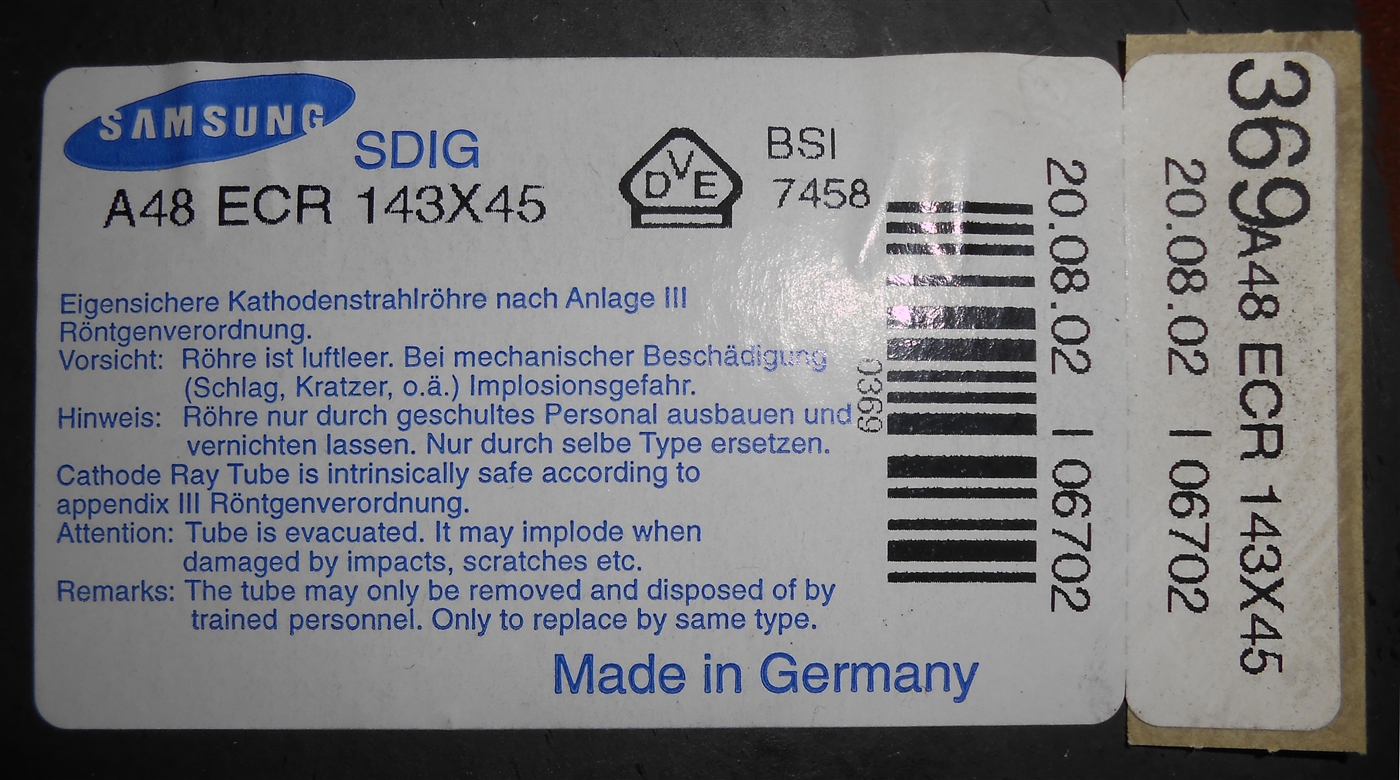 SAMSUNG
SDIG
A48 ECR 143X45
DVE
BSI
7458
Eigensichere Kathodenstrahlröhre nach Anlage III
Röntgenverordnung.
Vorsicht: Röhre ist luftleer. Bei mechanischer Beschädigung
(Schlag, Kratzer, o.ä.) Implosionsgefahr.
Hinweis: Röhre nur durch geschultes Personal ausbauen und
vernichten lassen. Nur durch selbe Type ersetzen.
Cathode Ray Tube is intrinsically safe according to
appendix III Röntgenverordnung.
Attention: Tube is evacuated. It may implode when
damaged by impacts, scratches etc.
Remarks: The tube may only be removed and disposed of by
trained personnel. Only to replace by same type.
Made in Germany
0369
20.08.02 I 06702
20.08.02 I 06702
369 A48 ECR 143X45